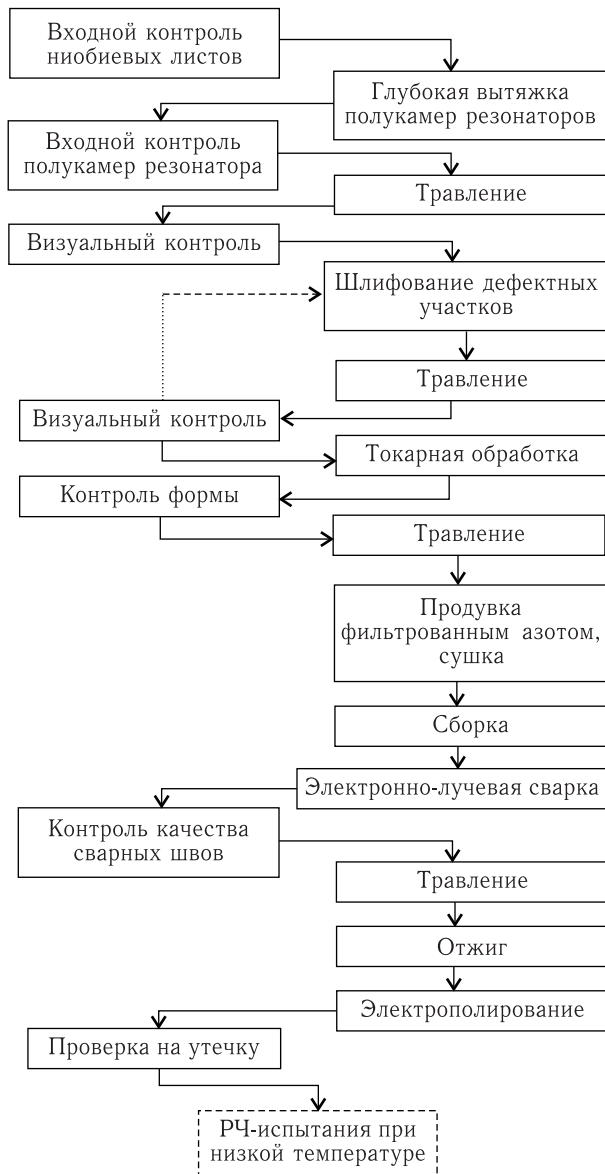 Входной контроль
ниобиевых листов
Глубокая вытяжка
полукамер резонаторов
Входной контроль
полукамер резонатора
Травление
Визуальный контроль
Шлифование дефектных
участков
Травление
Визуальный контроль
Токарная обработка
Контроль формы
Травление
Продувка
фильтрованным азотом,
сушка
Сборка
Электронно-лучевая сварка
Контроль качества
сварных швов
Травление
Отжиг
Электрополирование
Проверка на утечку
РЧ-испытания при
низкой температуре